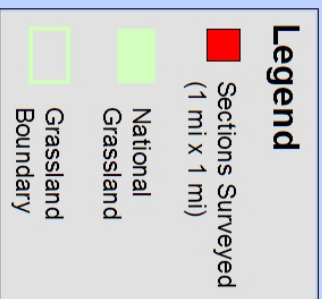 Legend
Sections Surveyed
(1 mi x 1 mi)
National
Grassland
Grassland
Boundary